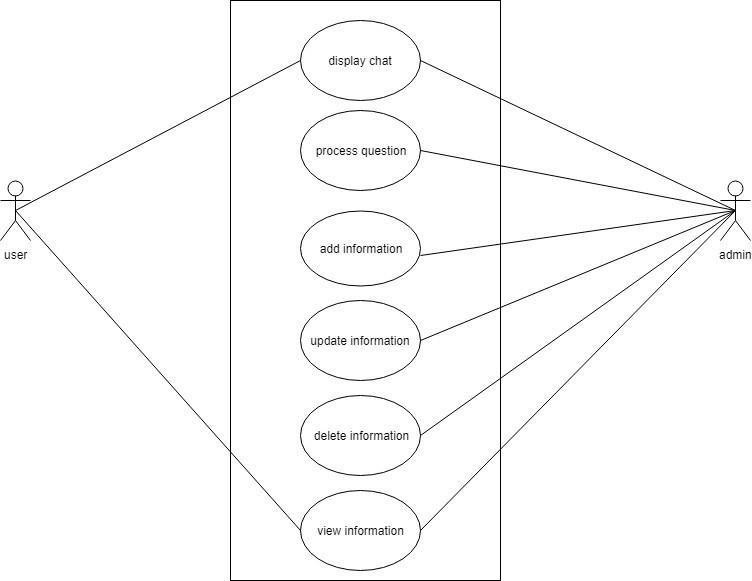 display chat
process question
user
add information
admin
update information
delete information
view information